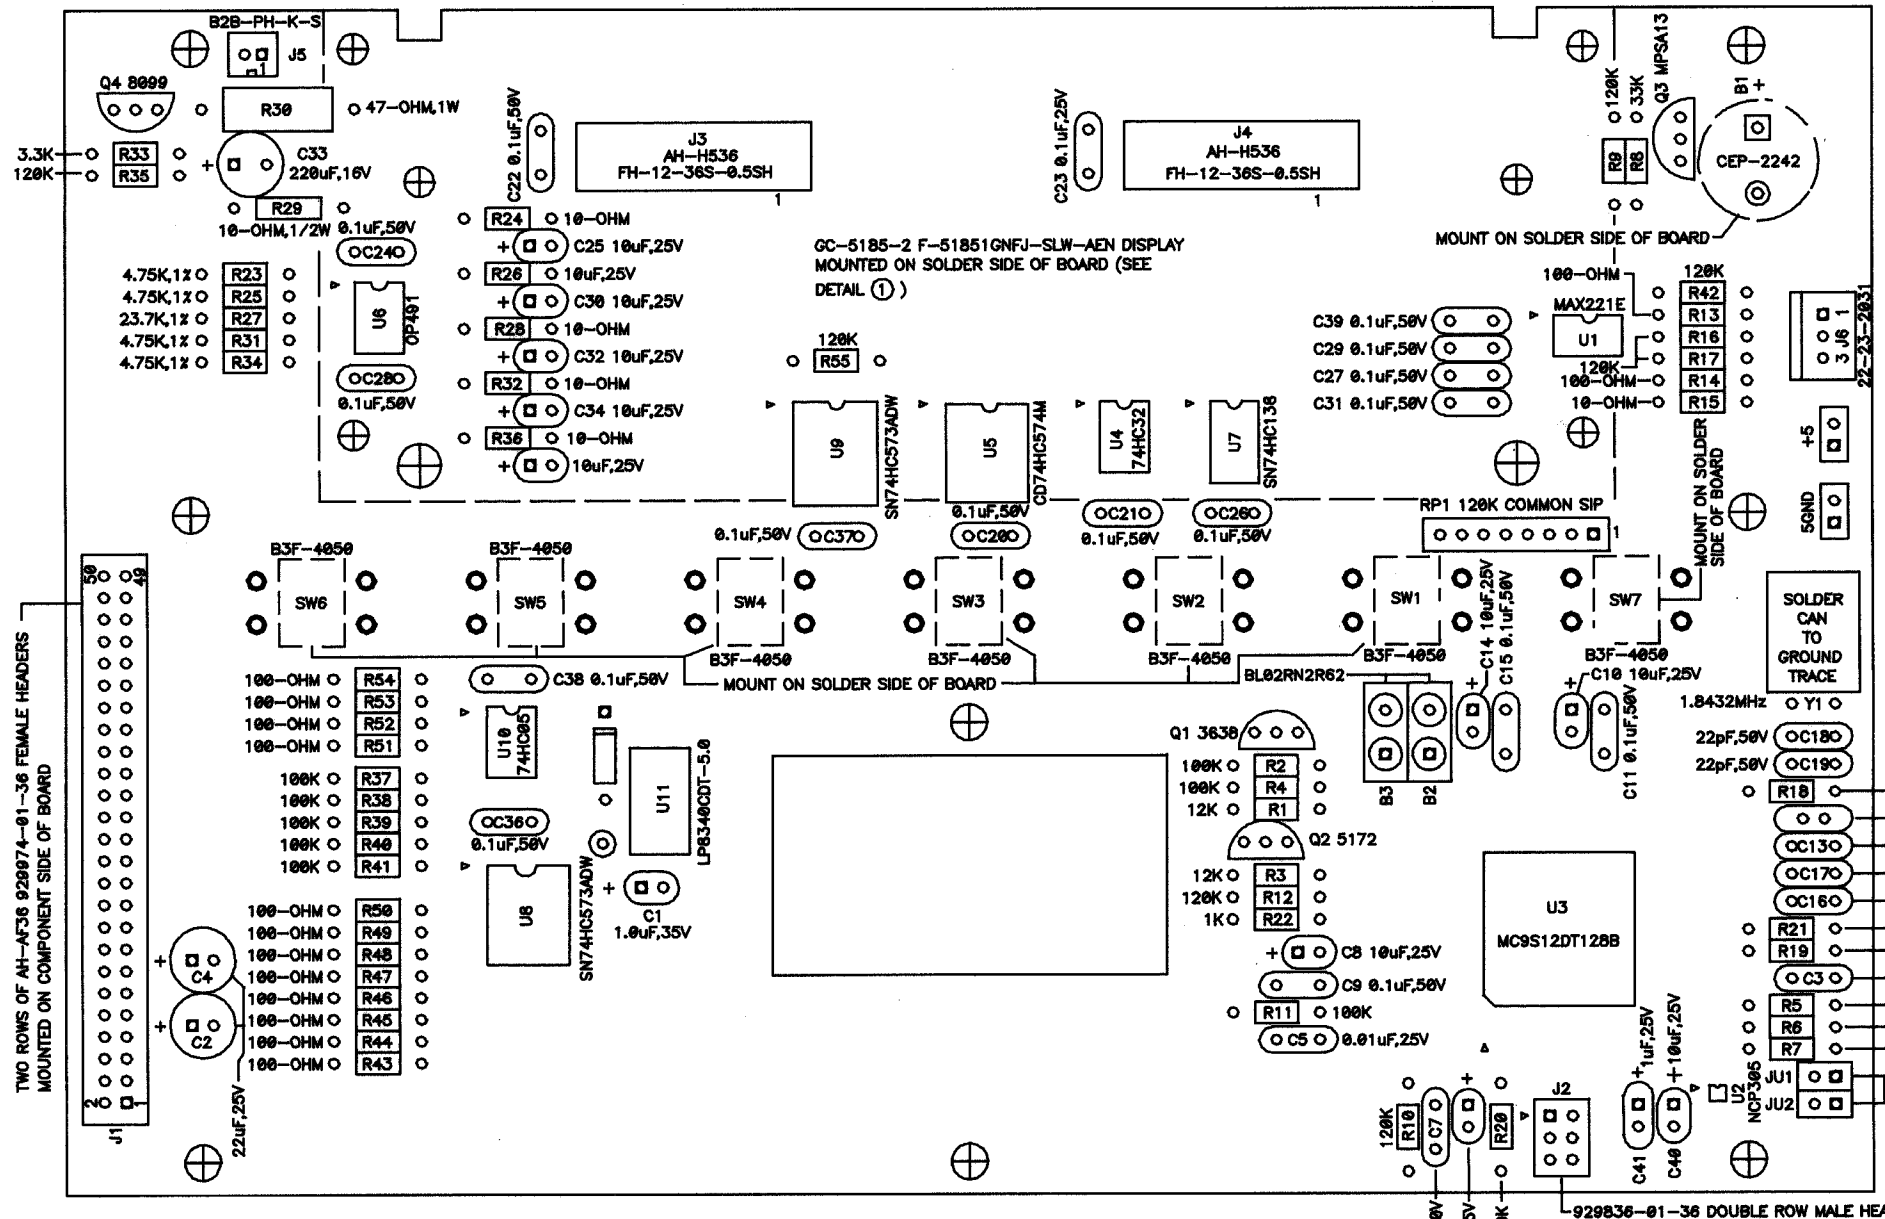 B2B-PH-K-S
J5
1
Q4 8099
R30
47-OHM,1W
3.3K
R33
120K
R35
+
C33
220uF,16V
R29
10-OHM,1/2W
0.1uF,50V
C24
4.75K,1% R23
4.75K,1% R25
23.7K,1% R27
4.75K,1% R31
4.75K,1% R34
U6
OP491
C28
0.1uF,50V
C22 0.1uF,50V
J3
AH-H536
FH-12-36S-0.5SH
1
C23 0.1uF,25V
J4
AH-H536
FH-12-36S-0.5SH
1
R24 10-OHM
+ C25 10uF,25V
R26 10uF,25V
+ C30 10uF,25V
R28 10-OHM
+ C32 10uF,25V
R32 10-OHM
+ C34 10uF,25V
R36 10-OHM
+ 10uF,25V
GC-5185-2 F-51851GNFJ-SLW-AEN DISPLAY
MOUNTED ON SOLDER SIDE OF BOARD (SEE
DETAIL 1 )
120K
R55
U9
SN74HC573ADW
U5
CD74HC574M
U4
74HC32
U7
SN74HC138
0.1uF,50V C37
0.1uF,50V
C20
C21
0.1uF,50V
C26
0.1uF,50V
C39 0.1uF,50V
C29 0.1uF,50V
C27 0.1uF,50V
C31 0.1uF,50V
120K
33K
R9
R8
Q3 MPSA13
B1 +
CEP-2242
MOUNT ON SOLDER SIDE OF BOARD
100-OHM
MAX221E
U1
120K
R42
R13
R16
120K
R17
100-OHM R14
10-OHM R15
1
J6
3
22-23-2031
+5
5GND
MOUNT ON SOLDER
SIDE OF BOARD
RP1 120K COMMON SIP
1
B3F-4050
SW6
B3F-4050
SW5
SW4
B3F-4050
SW3
B3F-4050
SW2
B3F-4050
SW1
B3F-4050
SW7
B3F-4050
MOUNT ON SOLDER SIDE OF BOARD
TWO ROWS OF AH-AF36 929974-01-36 FEMALE HEADERS
MOUNTED ON COMPONENT SIDE OF BOARD
50
49
2
1
J1
100-OHM R54
100-OHM R53
100-OHM R52
100-OHM R51
100K R37
100K R38
100K R39
100K R40
100K R41
100-OHM R50
100-OHM R49
100-OHM R48
100-OHM R47
100-OHM R46
100-OHM R45
100-OHM R44
100-OHM R43
+ C4
+ C2
22uF,25V
C38 0.1uF,50V
U10
74HC05
C36
0.1uF,50V
U8
SN74HC573ADW
U11
LP8340CDT-5.0
+
C1
1.0uF,35V
BL02RN2R62
B3
B2
+ C14 10uF,25V
C15 0.1uF,50V
+ C10 10uF,25V
C11 0.1uF,50V
Q1 3638
100K R2
100K R4
12K R1
Q2 5172
12K R3
120K R12
1K R22
+ C8 10uF,25V
C9 0.1uF,50V
R11 100K
C5 0.01uF,25V
U3
MC9S12DT128B
SOLDER
CAN
TO
GROUND
TRACE
1.8432MHz Y1
22pF,50V C18
22pF,50V C19
R18
C13
C17
C16
R21
R19
C3
R5
R6
R7
JU1
JU2
U2
NCP305
120K
R10
C7
+
R20
J2
+ 1uF,25V
C41
+ 10uF,25V
C40
0V
5V
0K
929836-01-36 DOUBLE ROW MALE HEA